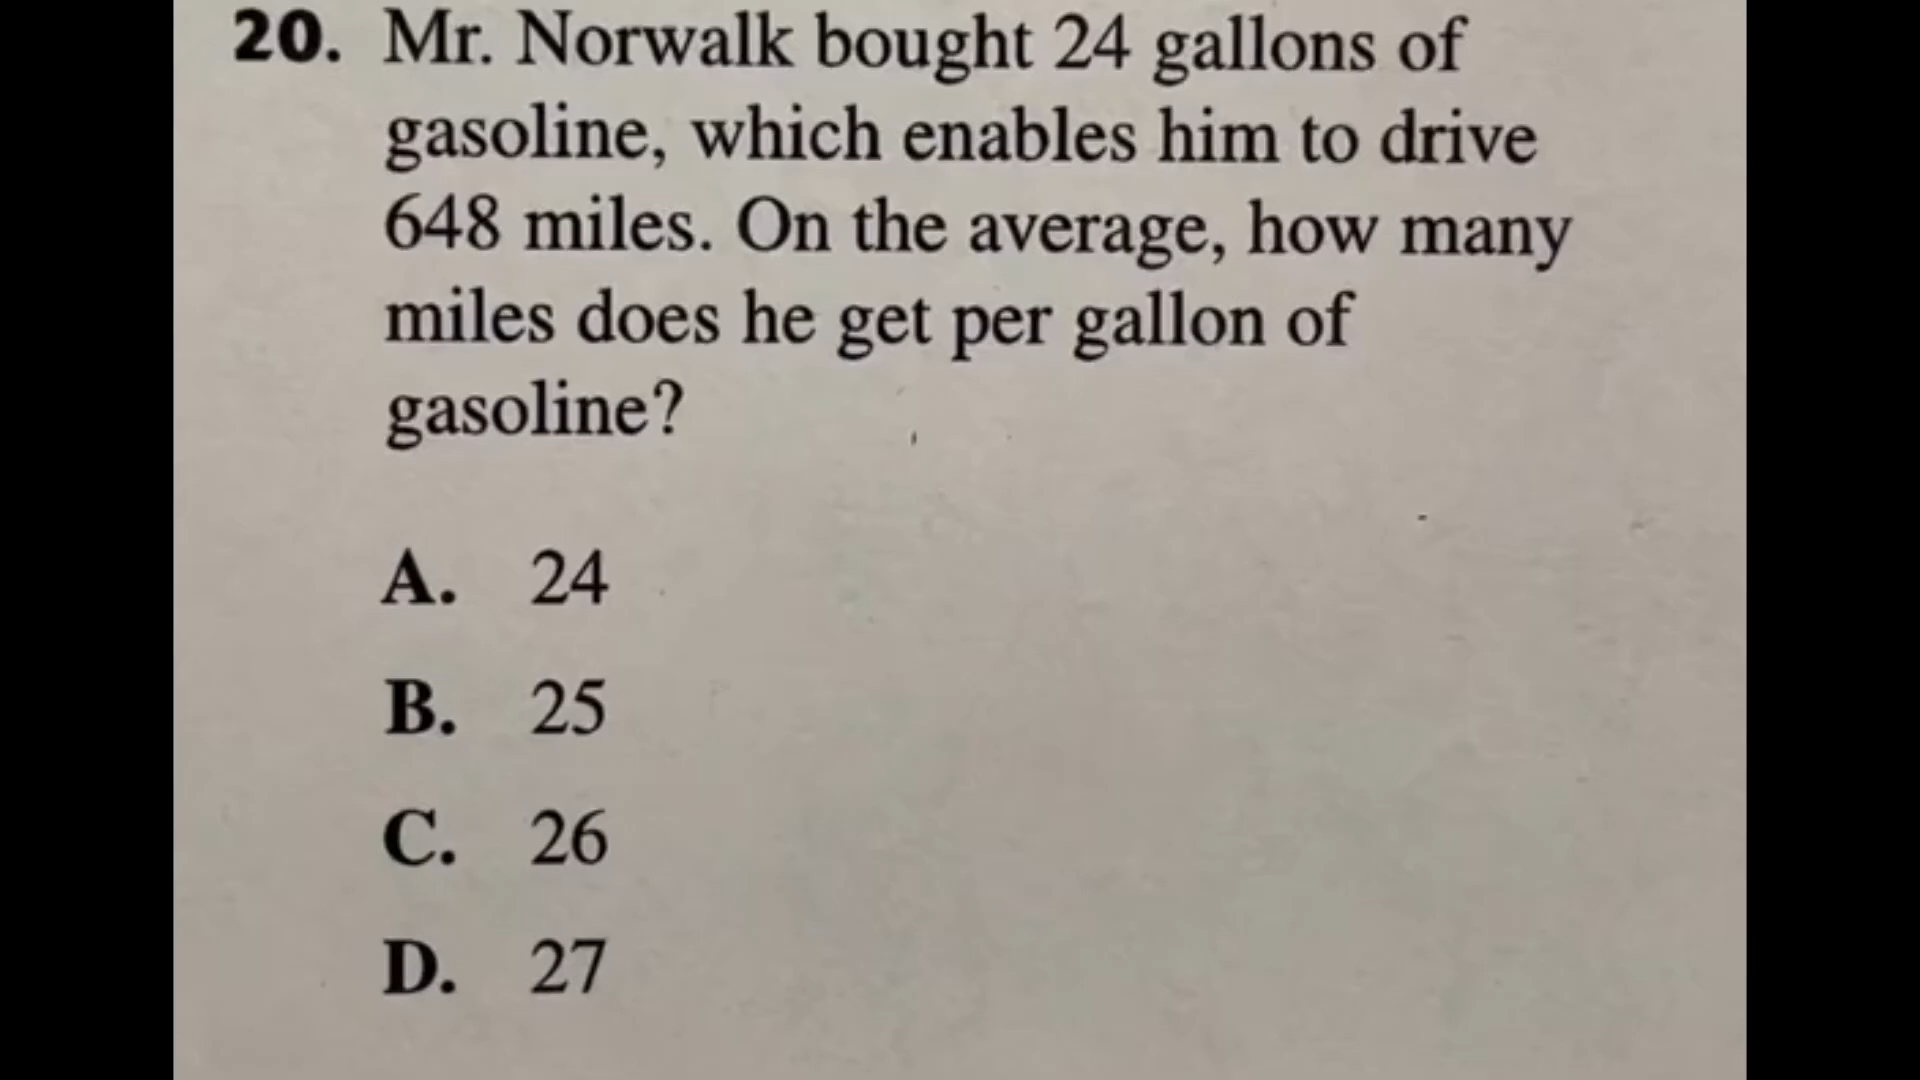 20. Mr. Norwalk bought 24 gallons of
gasoline, which enables him to drive
648 miles. On the average, how many
miles does he get per gallon of
gasoline?
A. 24
B. 25
C. 26
D. 27